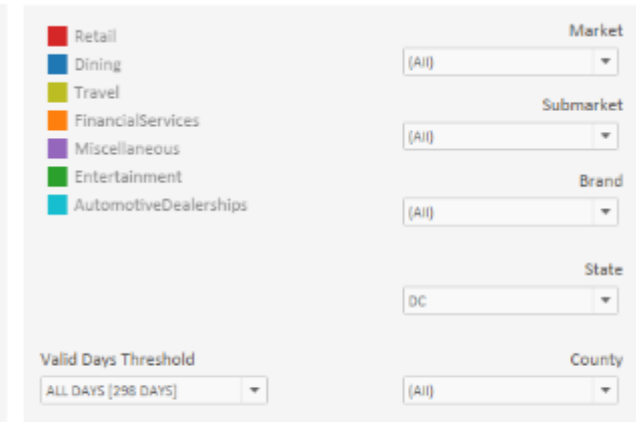 Retail
Dining
Travel
FinancialServices
Miscellaneous
Entertainment
AutomotiveDealerships
Valid Days Threshold
ALL DAYS [298 DAYS]
Market
(All)
Submarket
(All)
Brand
(All)
State
DC
County
(All)